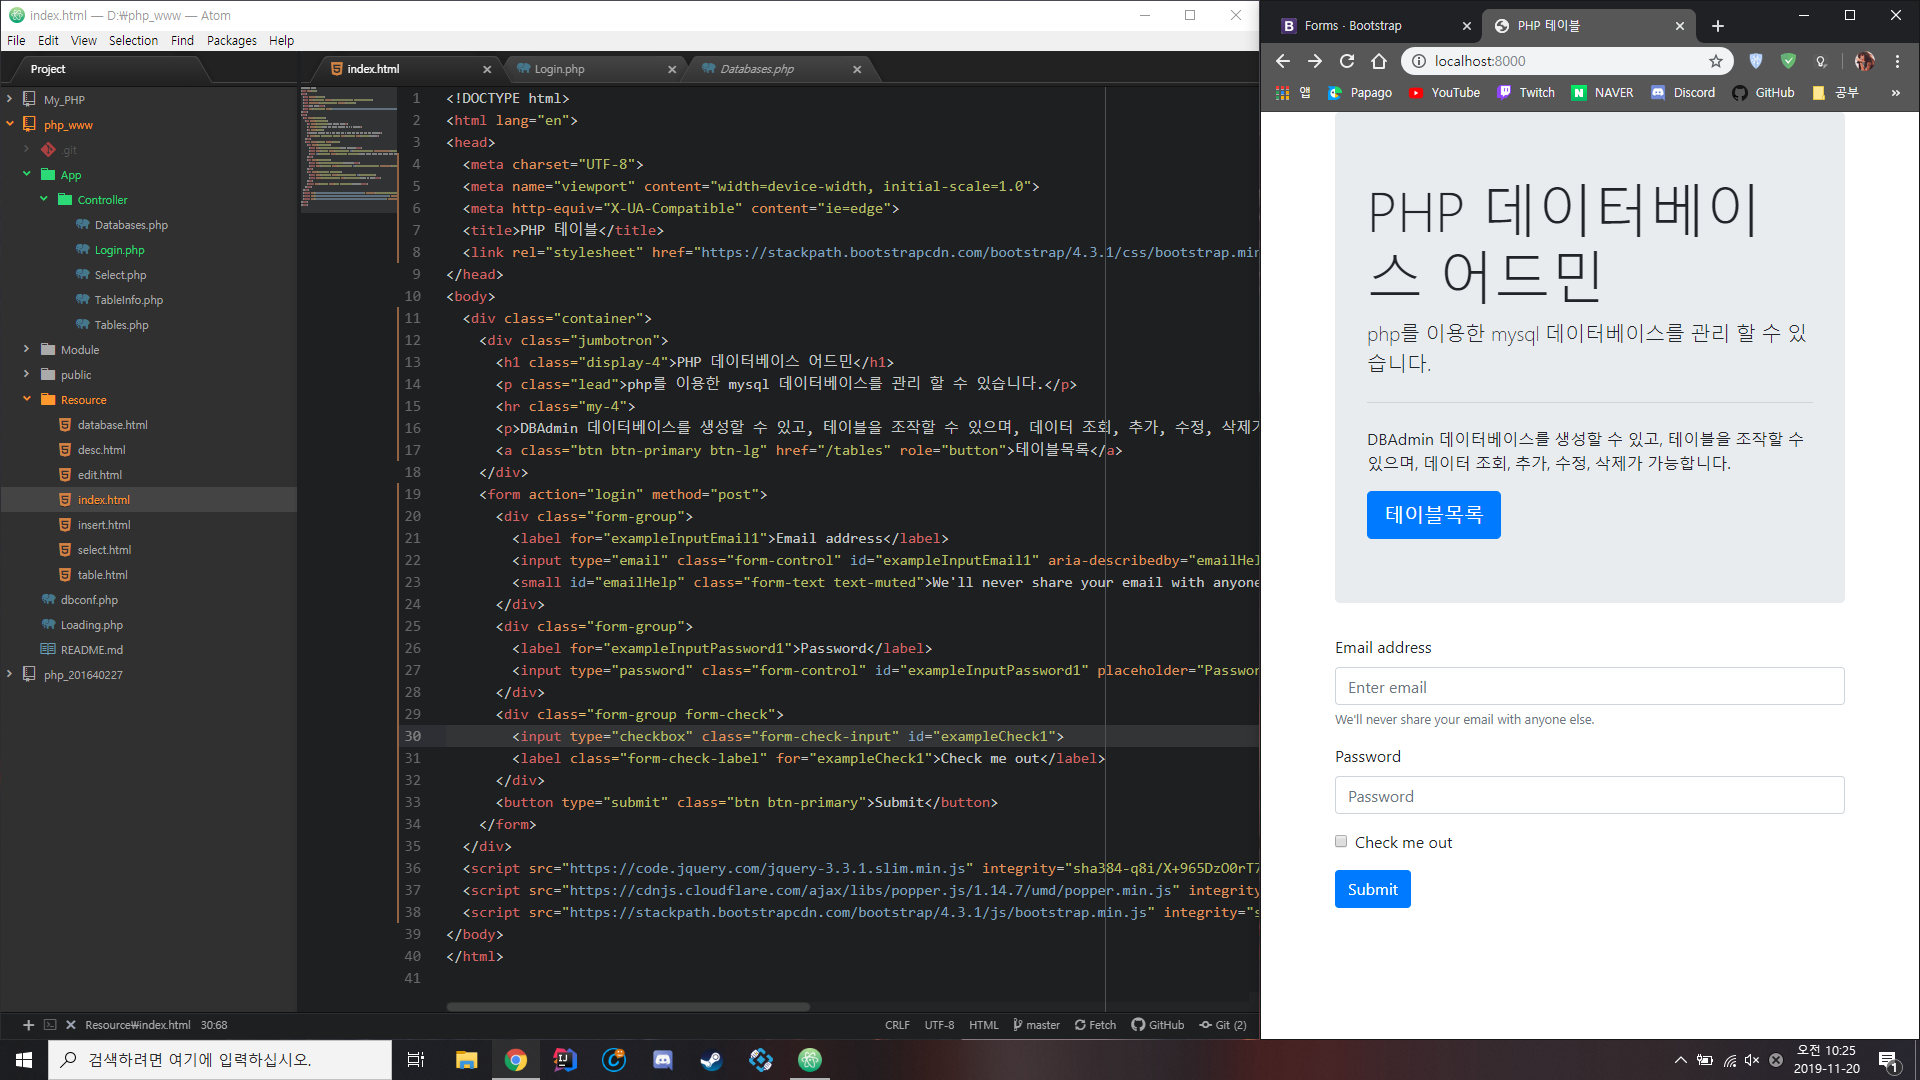 index.html — D:₩php_www — Atom
File Edit View Selection Find Packages Help
Project
My_PHP
php_www
.git
App
Controller
Databases.php
Login.php
Select.php
TableInfo.php
Tables.php
Module
public
Resource
database.html
desc.html
edit.html
index.html
insert.html
select.html
table.html
dbconf.php
Loading.php
README.md
php_201640227
index.html Login.php Databases.php
1 <!DOCTYPE html>
2 <html lang="en">
3 <head>
4 <meta charset="UTF-8">
5 <meta name="viewport" content="width=device-width, initial-scale=1.0">
6 <meta http-equiv="X-UA-Compatible" content="ie=edge">
7 <title>PHP 테이블</title>
8 <link rel="stylesheet" href="https://stackpath.bootstrapcdn.com/bootstrap/4.3.1/css/bootstrap.min
9 </head>
10 <body>
11 <div class="container">
12 <div class="jumbotron">
13 <h1 class="display-4">PHP 데이터베이스 어드민</h1>
14 <p class="lead">php를 이용한 mysql 데이터베이스를 관리 할 수 있습니다.</p>
15 <hr class="my-4">
16 <p>DBAdmin 데이터베이스를 생성할 수 있고, 테이블을 조작할 수 있으며, 데이터 조회, 추가, 수정, 삭제가
17 <a class="btn btn-primary btn-lg" href="/tables" role="button">테이블목록</a>
18 </div>
19 <form action="login" method="post">
20 <div class="form-group">
21 <label for="exampleInputEmail1">Email address</label>
22 <input type="email" class="form-control" id="exampleInputEmail1" aria-describedby="emailHel
23 <small id="emailHelp" class="form-text text-muted">We'll never share your email with anyone
24 </div>
25 <div class="form-group">
26 <label for="exampleInputPassword1">Password</label>
27 <input type="password" class="form-control" id="exampleInputPassword1" placeholder="Passwor
28 </div>
29 <div class="form-group form-check">
30 <input type="checkbox" class="form-check-input" id="exampleCheck1">
31 <label class="form-check-label" for="exampleCheck1">Check me out</label>
32 </div>
33 <button type="submit" class="btn btn-primary">Submit</button>
34 </form>
35 </div>
36 <script src="https://code.jquery.com/jquery-3.3.1.slim.min.js" integrity="sha384-q8i/X+965DzO0rT7
37 <script src="https://cdnjs.cloudflare.com/ajax/libs/popper.js/1.14.7/umd/popper.min.js" integrity
38 <script src="https://stackpath.bootstrapcdn.com/bootstrap/4.3.1/js/bootstrap.min.js" integrity="s
39 </body>
40 </html>
41
Resource₩index.html 30:68 CRLF UTF-8 HTML master Fetch GitHub Git (2)
Forms · Bootstrap PHP 테이블
localhost:8000
앱 Papago YouTube Twitch NAVER Discord GitHub 공부 »
PHP 데이터베이
스 어드민
php를 이용한 mysql 데이터베이스를 관리 할 수 있
습니다.
DBAdmin 데이터베이스를 생성할 수 있고, 테이블을 조작할 수
있으며, 데이터 조회, 추가, 수정, 삭제가 가능합니다.
테이블목록
Email address
Enter email
We'll never share your email with anyone else.
Password
Password
Check me out
Submit
검색하려면 여기에 입력하십시오.
오전 10:25
2019-11-20
1